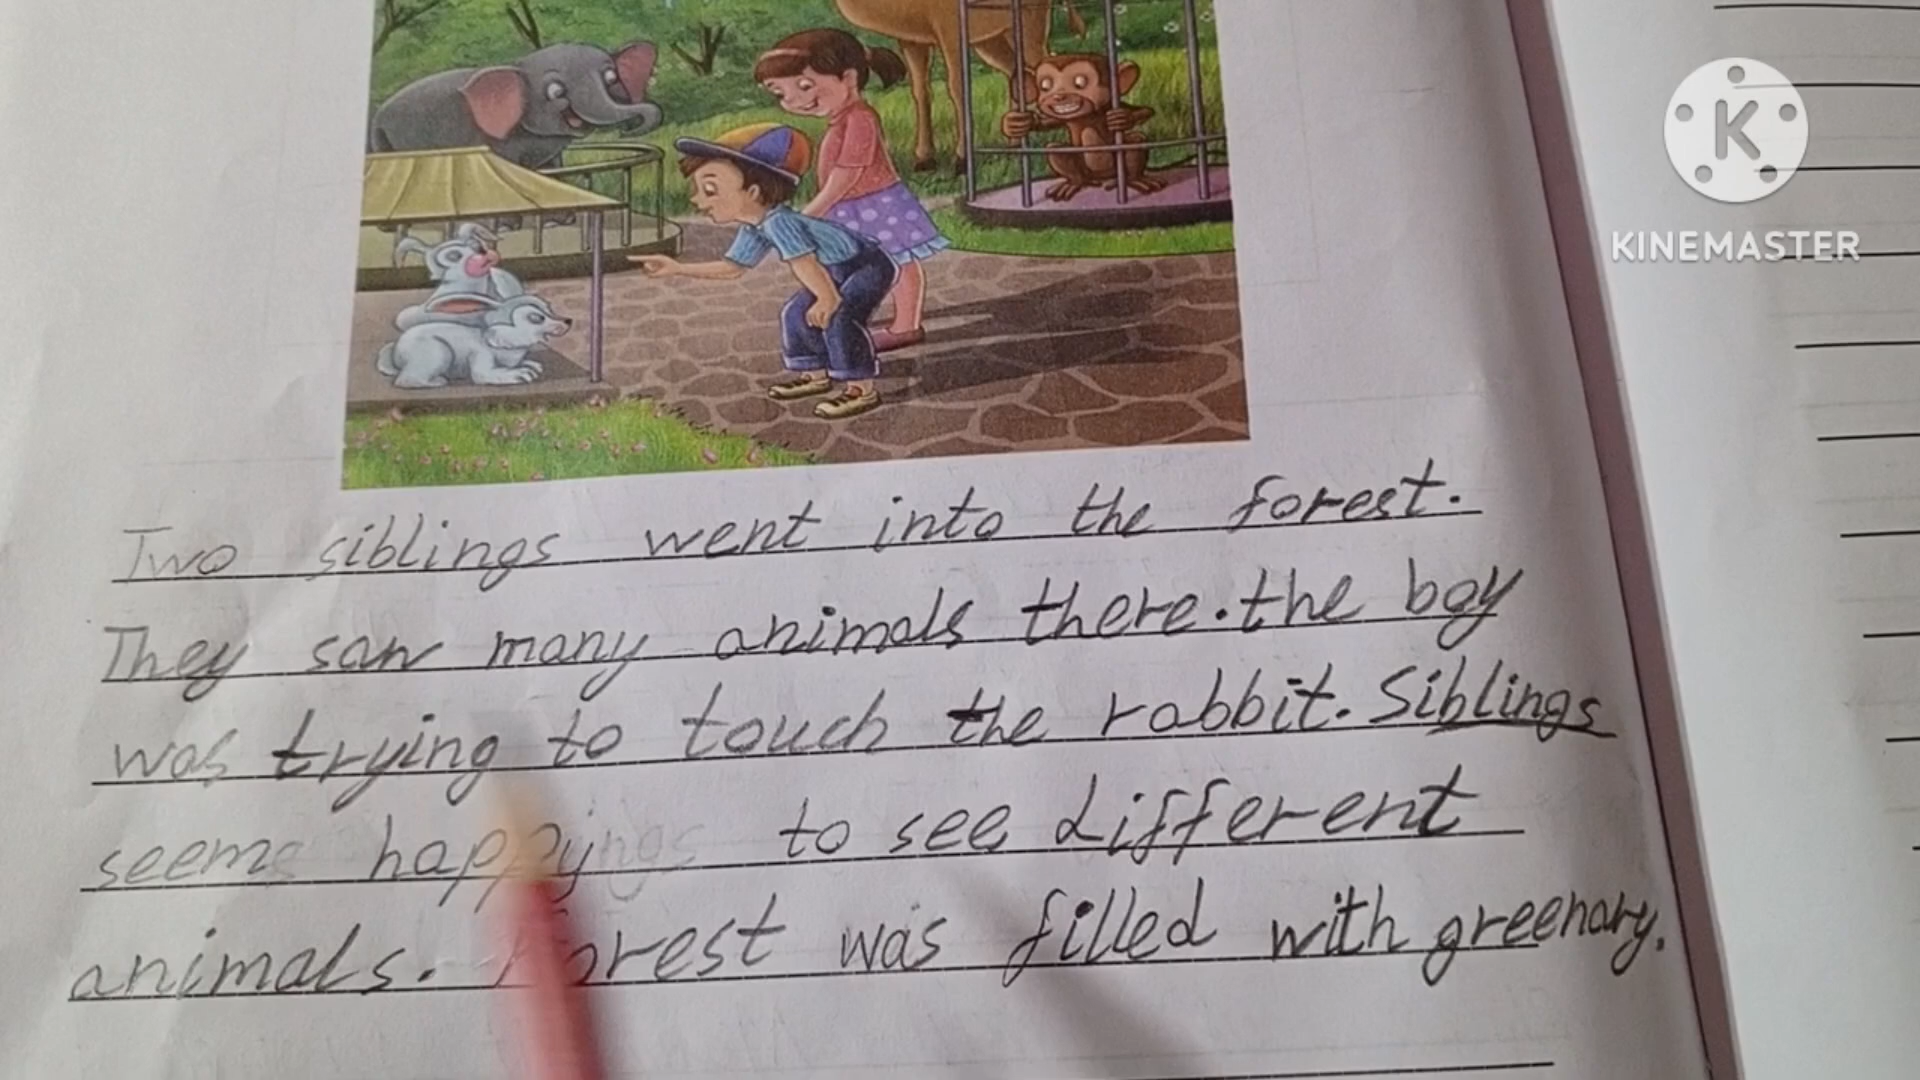 K
KINEMASTER
Two siblings went into the forest.
They saw many animals there. the boy
was trying to touch the rabbit. Siblings
seems happy to see different
animals. Forest was filled with greenary.